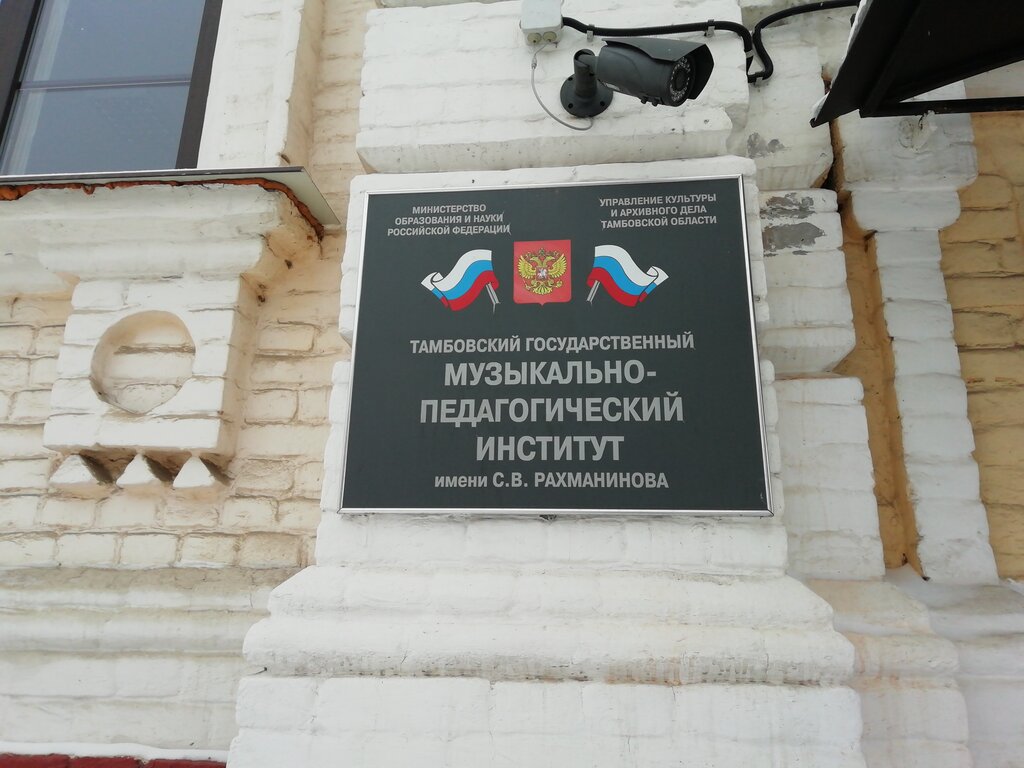 МИНИСТЕРСТВО
ОБРАЗОВАНИЯ И НАУКИ
РОССИЙСКОЙ ФЕДЕРАЦИИ
УПРАВЛЕНИЕ КУЛЬТУРЫ
И АРХИВНОГО ДЕЛА
ТАМБОВСКОЙ ОБЛАСТИ
ТАМБОВСКИЙ ГОСУДАРСТВЕННЫЙ
МУЗЫКАЛЬНО-
ПЕДАГОГИЧЕСКИЙ
ИНСТИТУТ
имени С.В. РАХМАНИНОВА